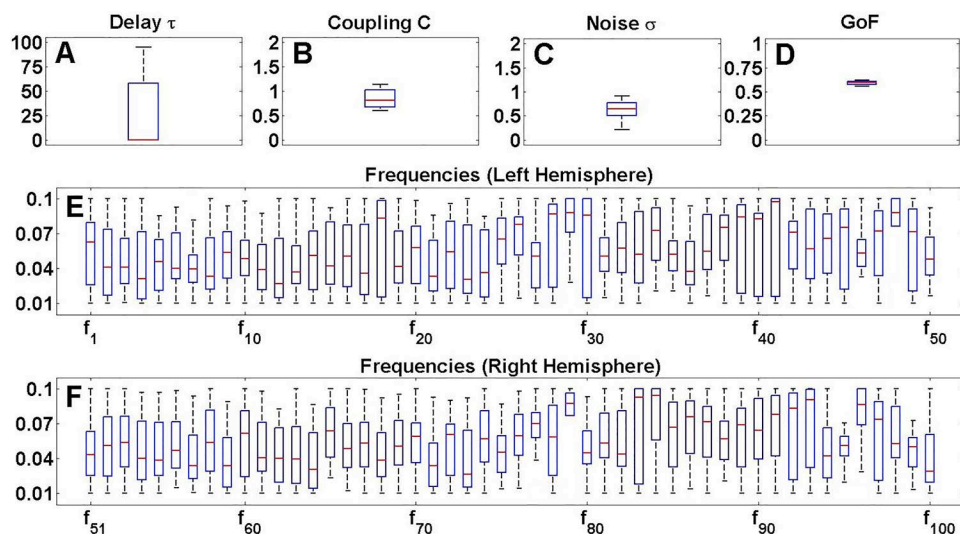 Delay τ
Coupling C
Noise σ
GoF
A
100
75
50
25
0
B
2
1.5
1
0.5
0
C
2
1.5
1
0.5
0
D
1
0.75
0.5
0.25
0
Frequencies (Left Hemisphere)
E
0.1
0.07
0.04
0.01
f1 f10 f20 f30 f40 f50
Frequencies (Right Hemisphere)
F
0.1
0.07
0.04
0.01
f51 f60 f70 f80 f90 f100